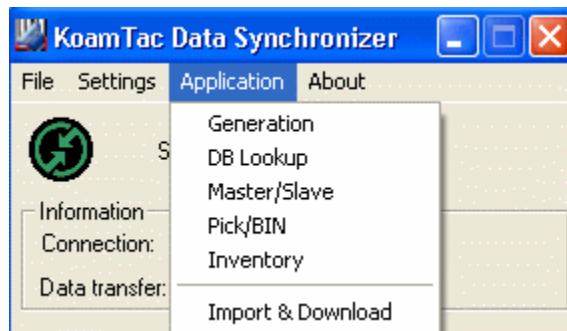 KoamTac Data Synchronizer
File Settings Application About
Generation
S
DB Lookup
Master/Slave
Information
Pick/BIN
Connection:
Inventory
Data transfer:
Import & Download